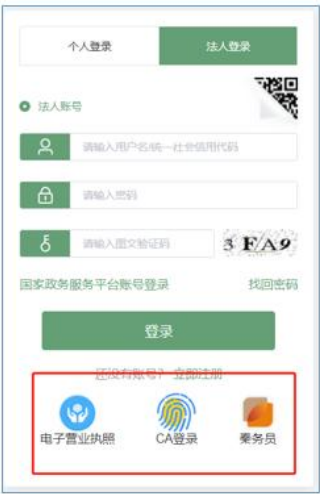 个人登录 法人登录
法人账号
请输入用户名/统一社会信用代码
请输入密码
请输入图文验证码 3 FA9
国家政务服务平台账号登录 找回密码
登录
还没有账号？ 立即注册
电子营业执照 CA登录 秦务员